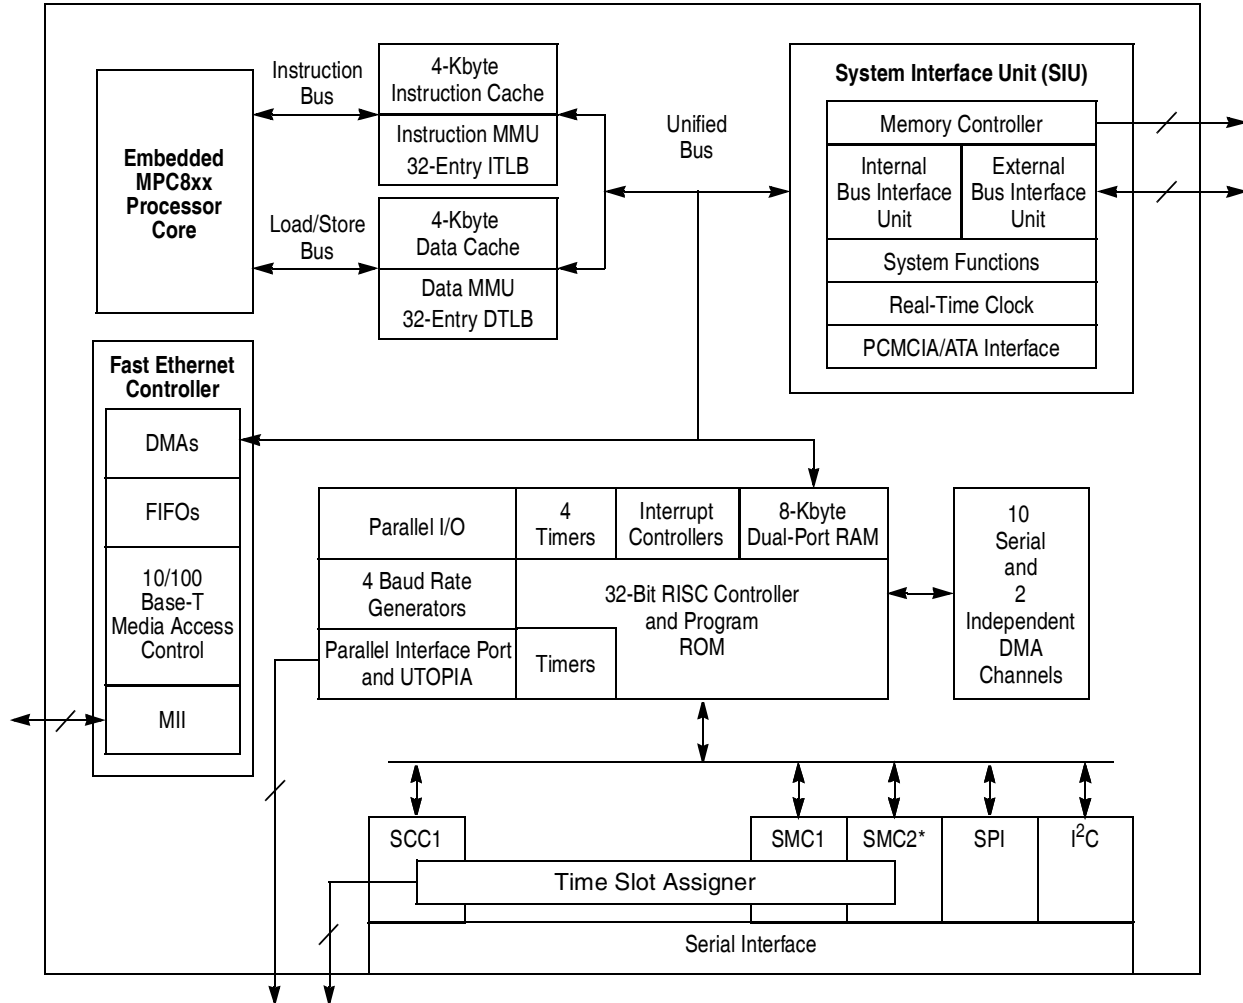 Embedded
MPC8xx
Processor
Core
Instruction
Bus
Load/Store
Bus
4-Kbyte
Instruction Cache
Instruction MMU
32-Entry ITLB
4-Kbyte
Data Cache
Data MMU
32-Entry DTLB
Unified
Bus
System Interface Unit (SIU)
Memory Controller
Internal
Bus Interface
Unit
External
Bus Interface
Unit
System Functions
Real-Time Clock
PCMCIA/ATA Interface
Fast Ethernet
Controller
DMAs
FIFOs
10/100
Base-T
Media Access
Control
MII
Parallel I/O
4
Timers
Interrupt
Controllers
8-Kbyte
Dual-Port RAM
4 Baud Rate
Generators
32-Bit RISC Controller
and Program
ROM
Parallel Interface Port
and UTOPIA
Timers
10
Serial
and
2
Independent
DMA
Channels
SCC1
SMC1
SMC2*
SPI
I²C
Time Slot Assigner
Serial Interface